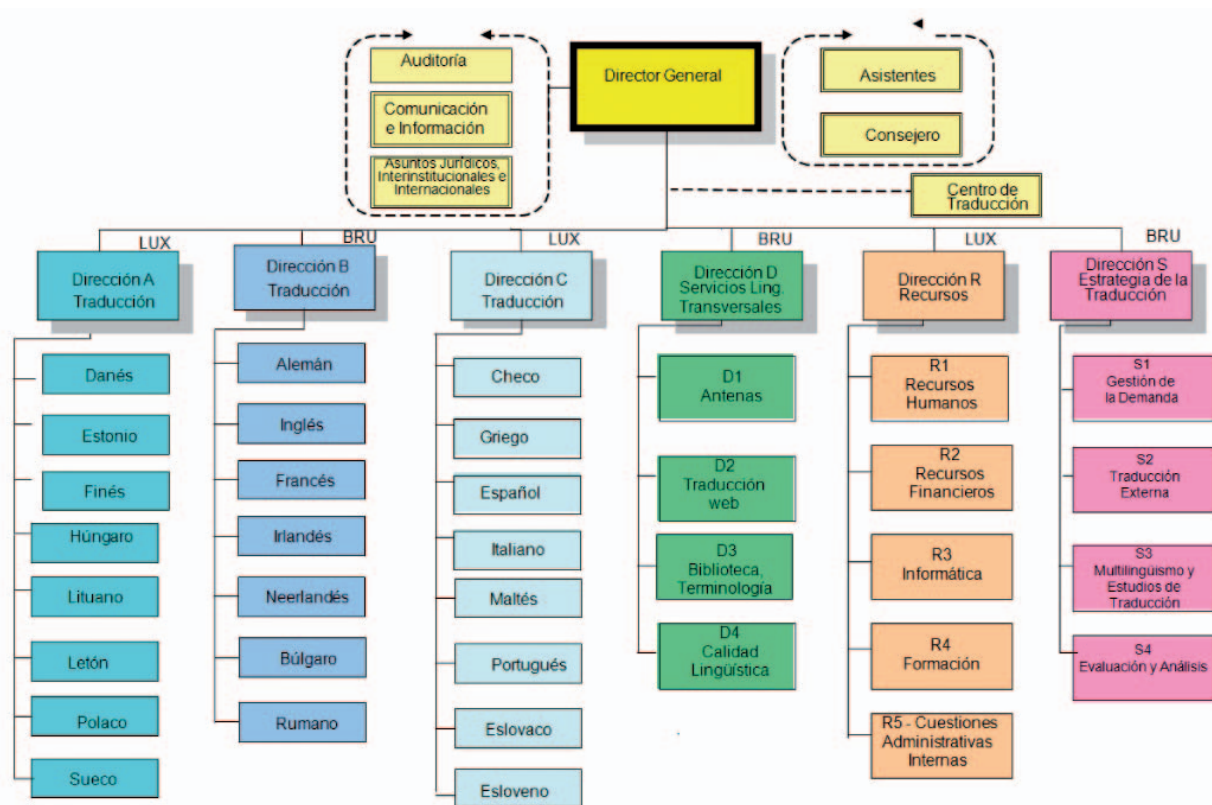 Auditoría
Comunicación
e Información
Asuntos Jurídicos,
Interinstitucionales e
Internacionales
Director General
Asistentes
Consejero
Centro de
Traducción
LUX
Dirección A
Traducción
Danés
Estonio
Finés
Húngaro
Lituano
Letón
Polaco
Sueco
BRU
Dirección B
Traducción
Alemán
Inglés
Francés
Irlandés
Neerlandés
Búlgaro
Rumano
LUX
Dirección C
Traducción
Checo
Griego
Español
Italiano
Maltés
Portugués
Eslovaco
Esloveno
BRU
Dirección D
Servicios Ling.
Transversales
D1
Antenas
D2
Traducción
web
D3
Biblioteca,
Terminología
D4
Calidad
Lingüística
LUX
Dirección R
Recursos
R1
Recursos
Humanos
R2
Recursos
Financieros
R3
Informática
R4
Formación
R5 - Cuestiones
Administrativas
Internas
BRU
Dirección S
Estrategia de la
Traducción
S1
Gestión de
la Demanda
S2
Traducción
Externa
S3
Multilingüismo y
Estudios de
Traducción
S4
Evaluación y Análisis